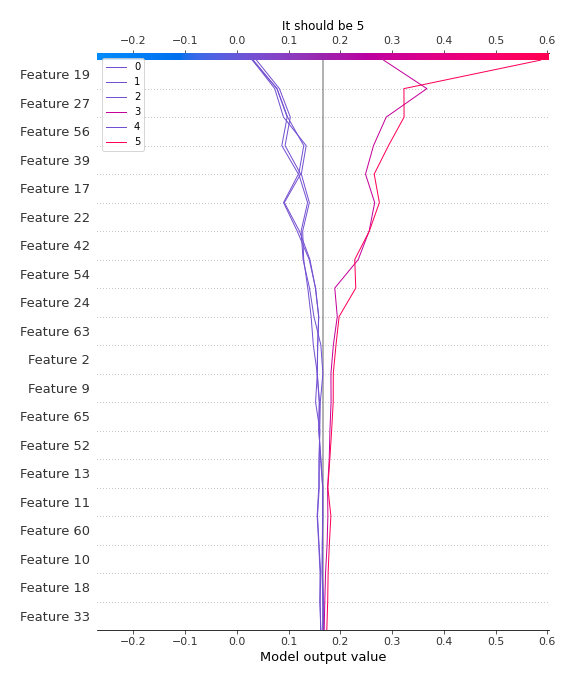 It should be 5
−0.2 −0.1 0.0 0.1 0.2 0.3 0.4 0.5 0.6
0
1
2
3
4
5
Feature 19
Feature 27
Feature 56
Feature 39
Feature 17
Feature 22
Feature 42
Feature 54
Feature 24
Feature 63
Feature 2
Feature 9
Feature 65
Feature 52
Feature 13
Feature 11
Feature 60
Feature 10
Feature 18
Feature 33
−0.2 −0.1 0.0 0.1 0.2 0.3 0.4 0.5 0.6
Model output value